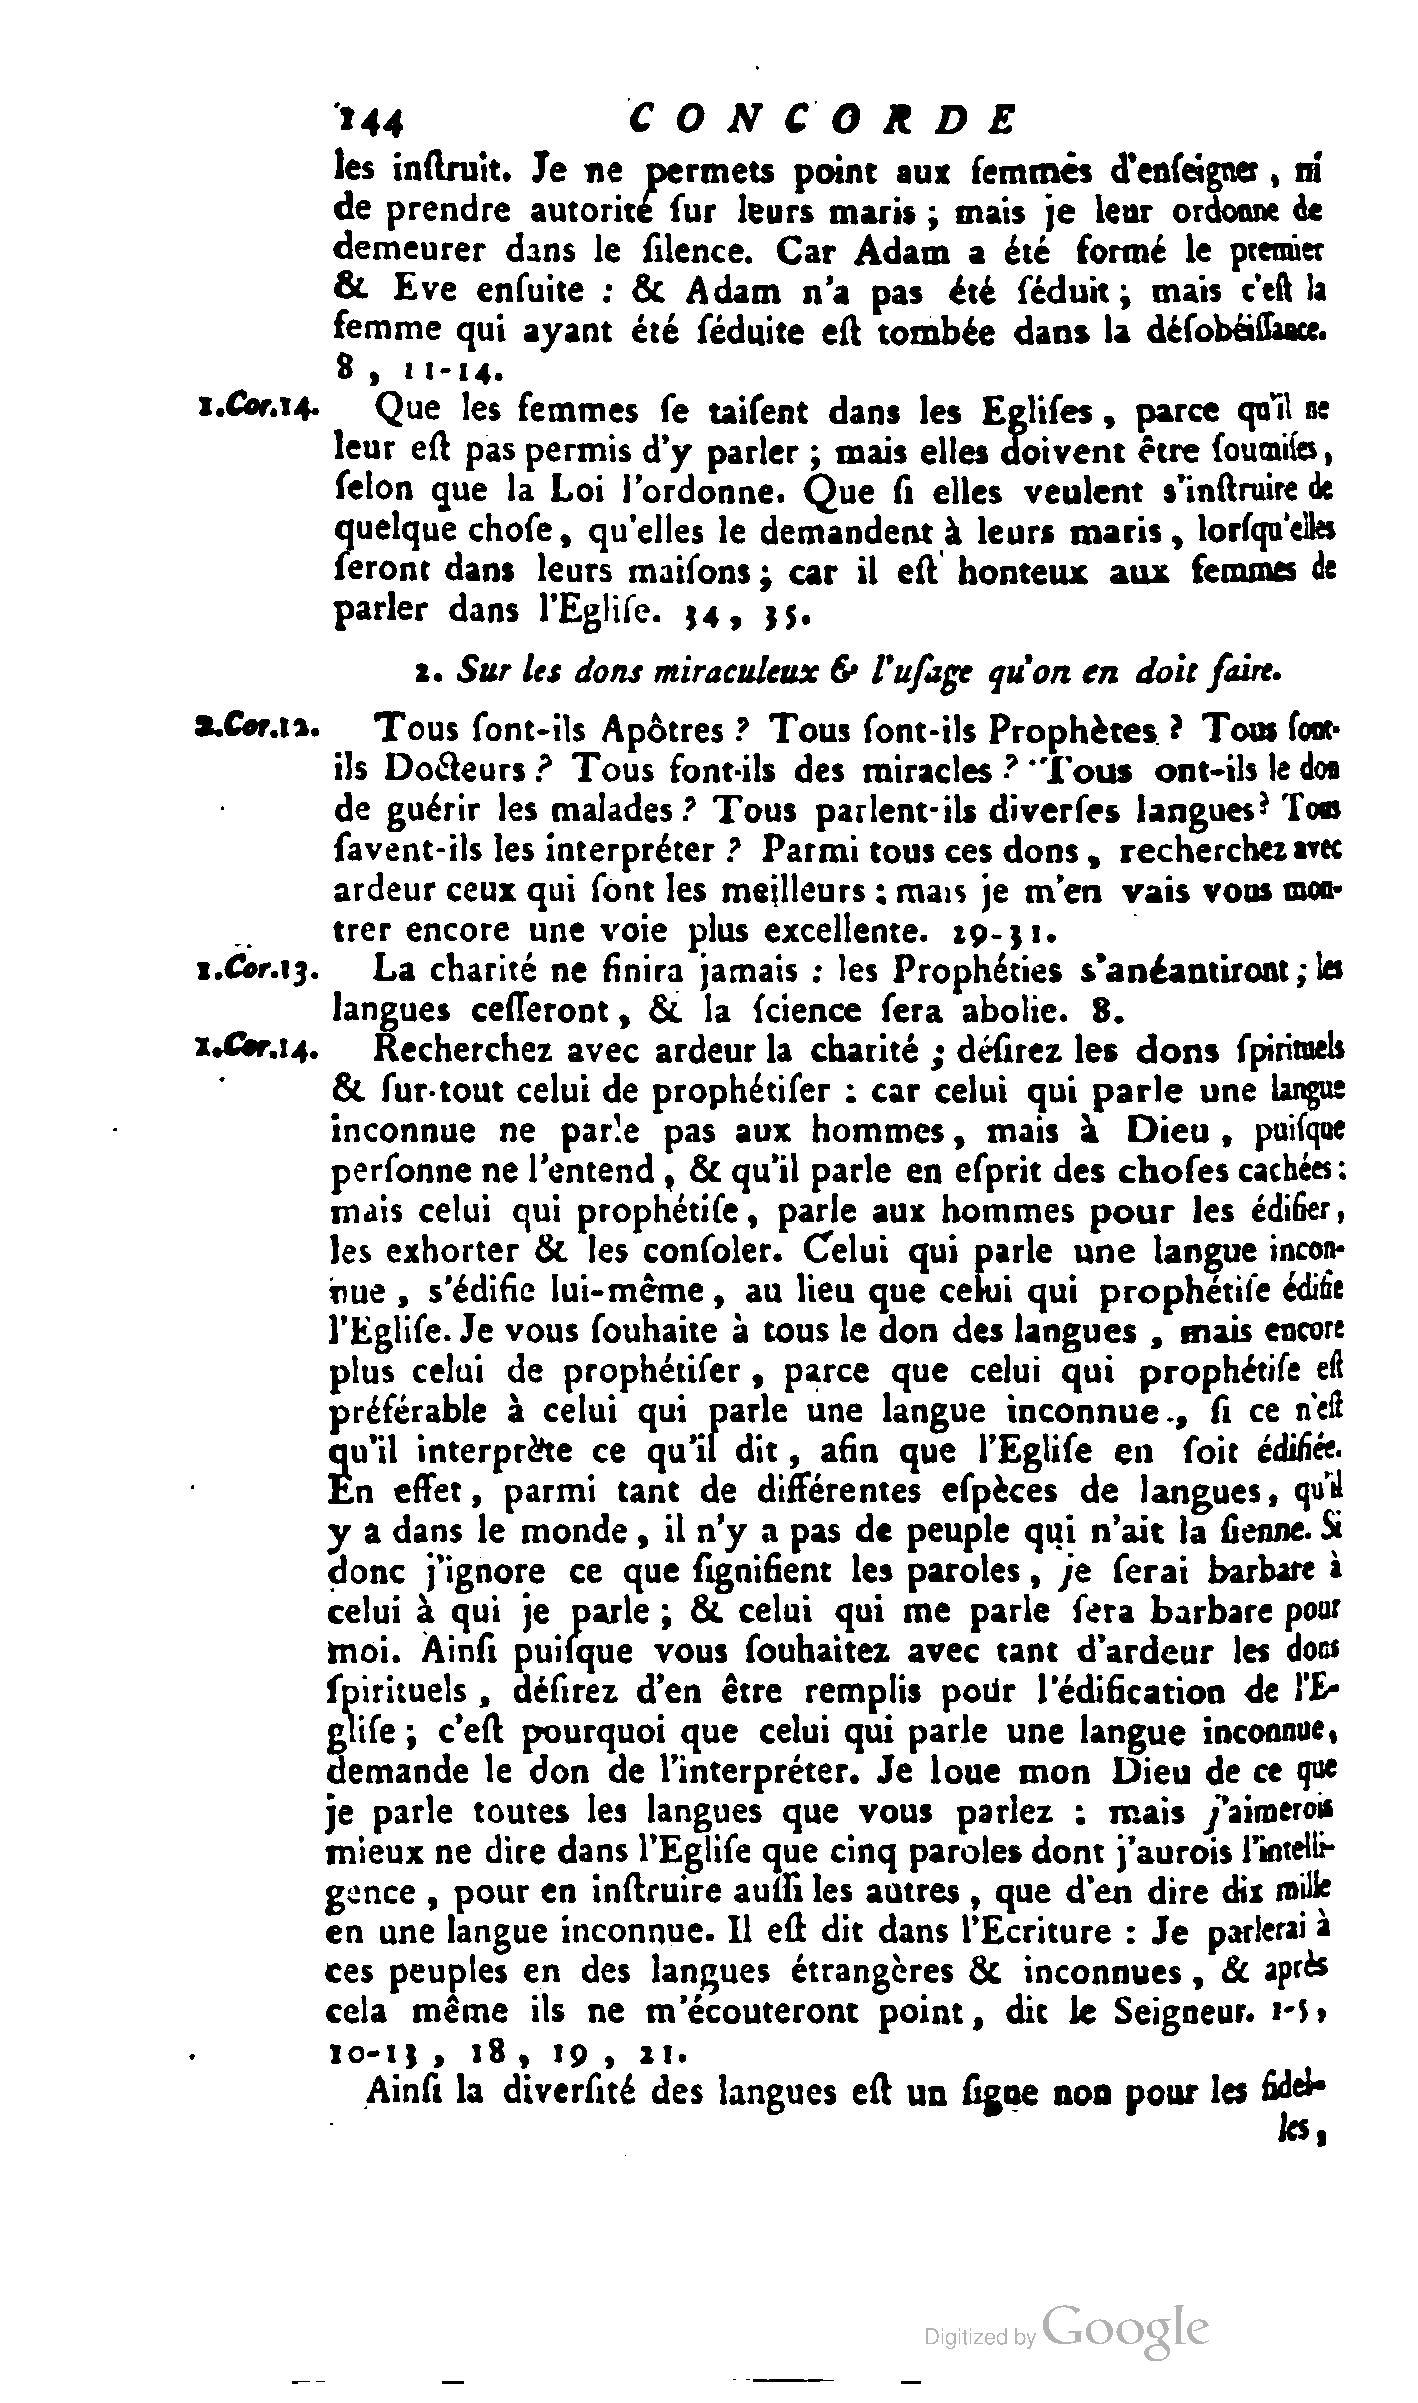 144 CONCORDE
les inſtruit. Je ne permets point aux femmes d'enſeigner, ni
de prendre autorité ſur leurs maris ; mais je leur ordonne de
demeurer dans le ſilence. Car Adam a été formé le premier
& Eve enſuite : & Adam n'a pas été ſéduit ; mais c'eſt la
femme qui ayant été ſéduite eſt tombée dans la déſobéiſſance.
8, 11-14.
1.Cor.14. Que les femmes ſe taiſent dans les Egliſes, parce qu'il ne
leur eſt pas permis d'y parler ; mais elles doivent être ſoumiſes,
ſelon que la Loi l'ordonne. Que ſi elles veulent s'inſtruire de
quelque choſe, qu'elles le demandent à leurs maris, lorſqu'elles
ſeront dans leurs maiſons ; car il eſt honteux aux femmes de
parler dans l'Egliſe. 34, 35.
2. Sur les dons miraculeux & l'uſage qu'on en doit faire.
2.Cor.12. Tous ſont-ils Apôtres ? Tous ſont-ils Prophètes ? Tous ſont-
ils Docteurs ? Tous font-ils des miracles ? Tous ont-ils le don
de guérir les malades ? Tous parlent-ils diverſes langues ? Tous
ſavent-ils les interpréter ? Parmi tous ces dons, recherchez avec
ardeur ceux qui ſont les meilleurs : mais je m'en vais vous mon-
trer encore une voie plus excellente. 29-31.
1.Cor.13. La charité ne finira jamais : les Prophéties s'anéantiront ; les
langues ceſſeront, & la ſcience ſera abolie. 8.
1.Cor.14. Recherchez avec ardeur la charité ; déſirez les dons ſpirituels
& ſur-tout celui de prophétiſer : car celui qui parle une langue
inconnue ne parle pas aux hommes, mais à Dieu, puiſque
perſonne ne l'entend, & qu'il parle en eſprit des choſes cachées :
mais celui qui prophétiſe, parle aux hommes pour les édifier,
les exhorter & les conſoler. Celui qui parle une langue incon-
nue, s'édifie lui-même, au lieu que celui qui prophétiſe édifie
l'Egliſe. Je vous ſouhaite à tous le don des langues, mais encore
plus celui de prophétiſer, parce que celui qui prophétiſe eſt
préférable à celui qui parle une langue inconnue, ſi ce n'eſt
qu'il interprète ce qu'il dit, afin que l'Egliſe en ſoit édifiée.
En effet, parmi tant de différentes eſpèces de langues, qu'il
y a dans le monde, il n'y a pas de peuple qui n'ait la ſienne. Si
donc j'ignore ce que ſignifient les paroles, je ſerai barbare à
celui à qui je parle ; & celui qui me parle ſera barbare pour
moi. Ainſi puiſque vous ſouhaitez avec tant d'ardeur les dons
ſpirituels, déſirez d'en être remplis pour l'édification de l'E-
gliſe ; c'eſt pourquoi que celui qui parle une langue inconnue,
demande le don de l'interpréter. Je loue mon Dieu de ce que
je parle toutes les langues que vous parlez : mais j'aimerois
mieux ne dire dans l'Egliſe que cinq paroles dont j'aurois l'intelli-
gence, pour en inſtruire auſſi les autres, que d'en dire dix mille
en une langue inconnue. Il eſt dit dans l'Ecriture : Je parlerai à
ces peuples en des langues étrangères & inconnues, & après
cela même ils ne m'écouteront point, dit le Seigneur. 1-5,
10-13, 18, 19, 21.
Ainſi la diverſité des langues eſt un ſigne non pour les fidel-
les,
Digitized by Google